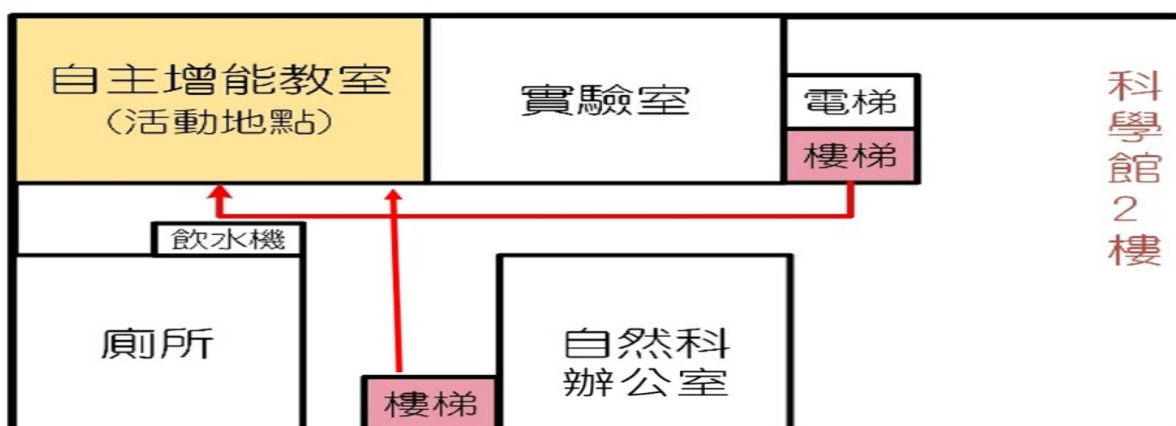 自主增能教室
(活動地點)
實驗室
電梯
樓梯
科學館2樓
飲水機
廁所
樓梯
自然科
辦公室